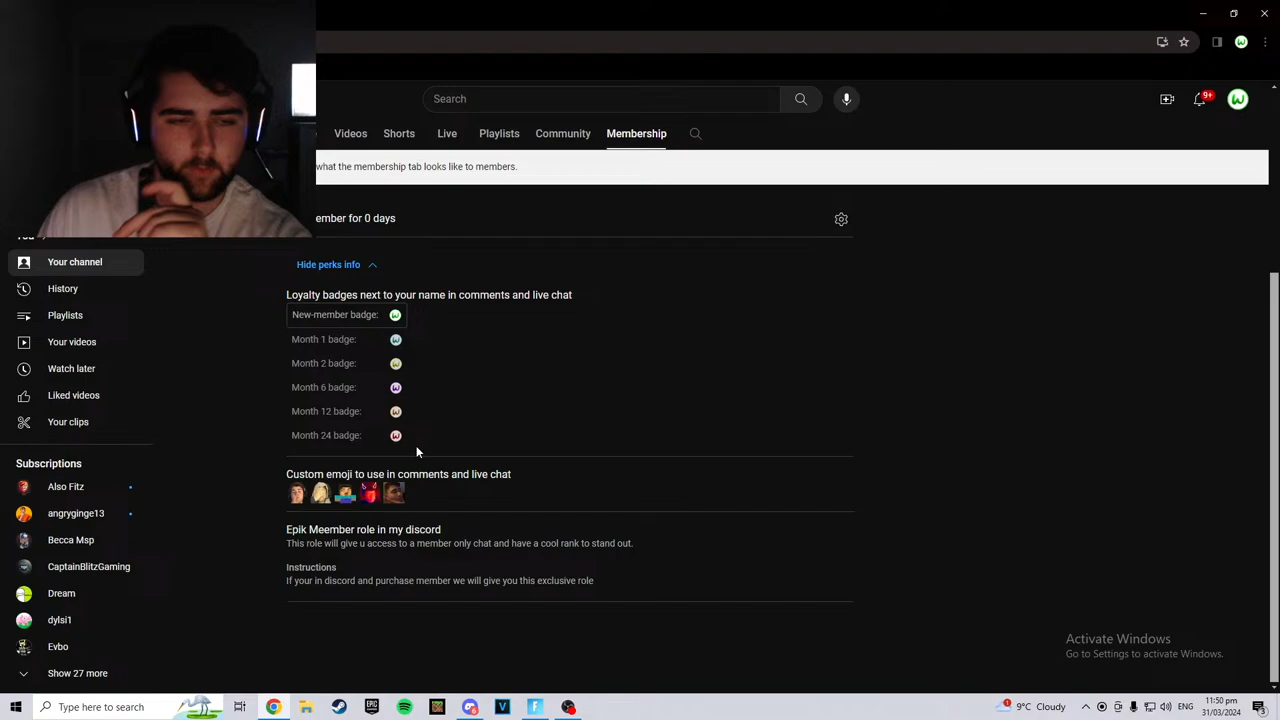 Search
9+
Videos Shorts Live Playlists Community Membership
what the membership tab looks like to members.
ember for 0 days
Your channel
History
Playlists
Your videos
Watch later
Liked videos
Your clips
Subscriptions
Also Fitz
angryginge13
Becca Msp
CaptainBlitzGaming
Dream
dylsi1
Evbo
Show 27 more
Hide perks info
Loyalty badges next to your name in comments and live chat
New-member badge:
Month 1 badge:
Month 2 badge:
Month 6 badge:
Month 12 badge:
Month 24 badge:
Custom emoji to use in comments and live chat
Epik Meember role in my discord
This role will give u access to a member only chat and have a cool rank to stand out.
Instructions
If your in discord and purchase member we will give you this exclusive role
Activate Windows
Go to Settings to activate Windows.
Type here to search
9°C Cloudy
ENG
11:50 pm
31/03/2024